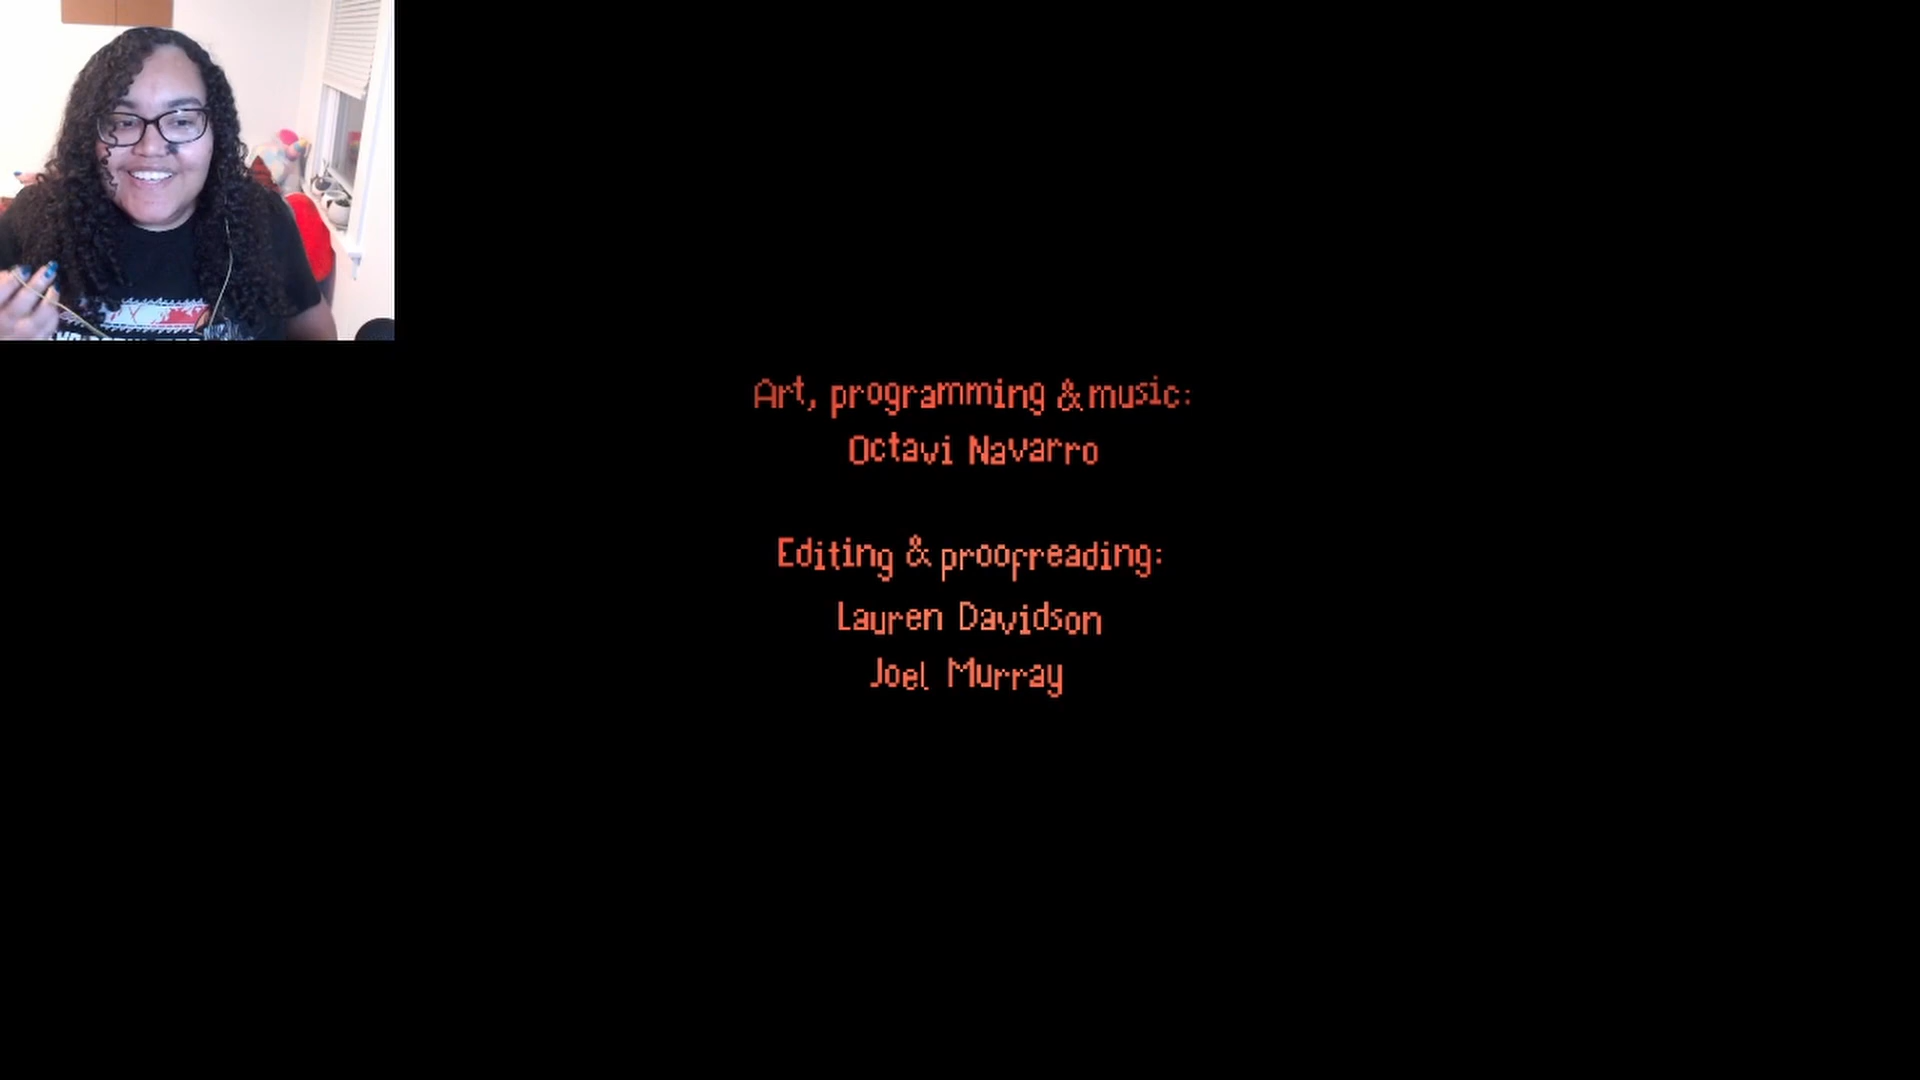 Art, programming & music:
Octavi Navarro
Editing & proofreading:
Lauren Davidson
Joel Murray